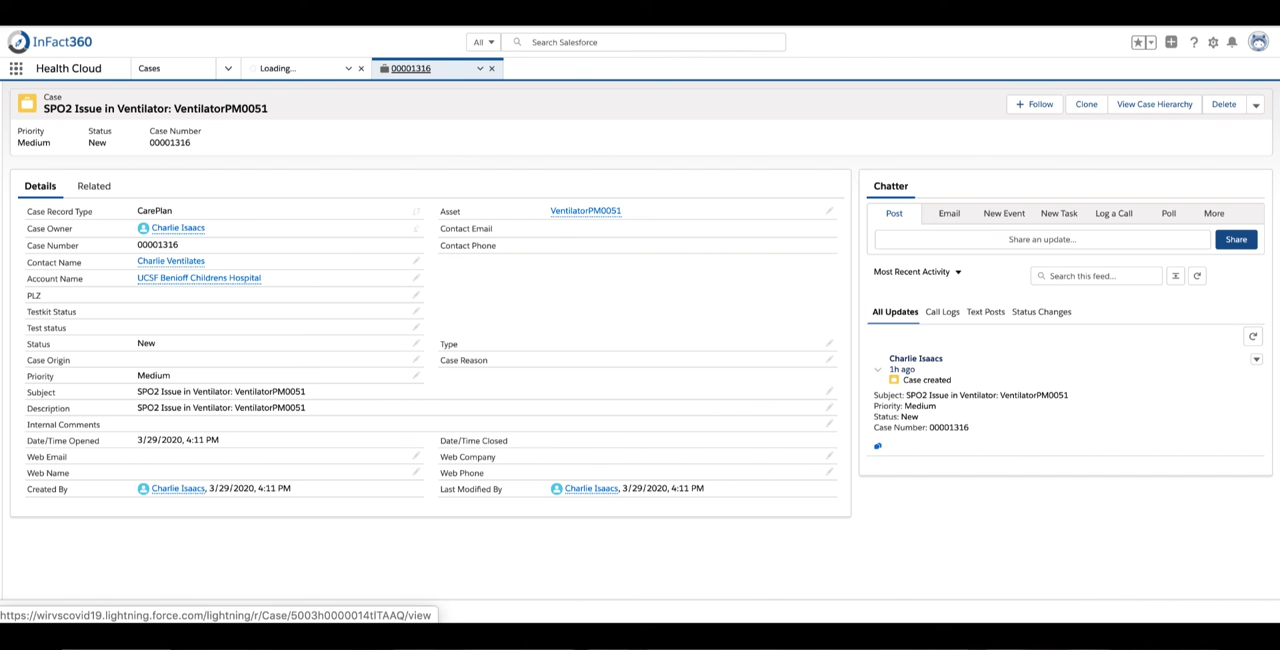 InFact360
All
Search Salesforce
Health Cloud
Cases
Loading...
00001316
Case
SPO2 Issue in Ventilator: VentilatorPM0051
Follow
Clone
View Case Hierarchy
Delete
Priority
Status
Case Number
Medium
New
00001316
Details
Related
Case Record Type
CarePlan
Asset
VentilatorPM0051
Case Owner
Charlie Isaacs
Contact Email
Case Number
00001316
Contact Phone
Contact Name
Charlie Ventilates
Account Name
UCSF Benioff Childrens Hospital
PLZ
Testkit Status
Test status
Status
New
Type
Case Origin
Case Reason
Priority
Medium
Subject
SPO2 Issue in Ventilator: VentilatorPM0051
Description
SPO2 Issue in Ventilator: VentilatorPM0051
Internal Comments
Date/Time Opened
3/29/2020, 4:11 PM
Date/Time Closed
Web Email
Web Company
Web Name
Web Phone
Created By
Charlie Isaacs, 3/29/2020, 4:11 PM
Last Modified By
Charlie Isaacs, 3/29/2020, 4:11 PM
Chatter
Post
Email
New Event
New Task
Log a Call
Poll
More
Share an update...
Share
Most Recent Activity
Search this feed...
All Updates
Call Logs
Text Posts
Status Changes
Charlie Isaacs
1h ago
Case created
Subject: SPO2 Issue in Ventilator: VentilatorPM0051
Priority: Medium
Status: New
Case Number: 00001316
https://wirvscovid19.lightning.force.com/lightning/r/Case/5003h0000014tITAAQ/view